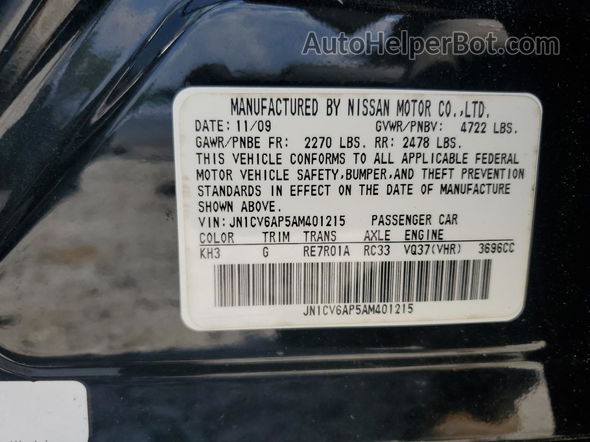 AutoHelperBot.com
MANUFACTURED BY NISSAN MOTOR CO.,LTD.
DATE: 11/09 GVWR/PNBV: 4722 LBS.
GAWR/PNBE FR: 2270 LBS. RR: 2478 LBS.
THIS VEHICLE CONFORMS TO ALL APPLICABLE FEDERAL
MOTOR VEHICLE SAFETY,BUMPER,AND THEFT PREVENTION
STANDARDS IN EFFECT ON THE DATE OF MANUFACTURE
SHOWN ABOVE.
VIN: JN1CV6AP5AM401215 PASSENGER CAR
COLOR TRIM TRANS AXLE ENGINE
KH3 G RE7R01A RC33 VQ37(VHR) 3696CC
JN1CV6AP5AM401215